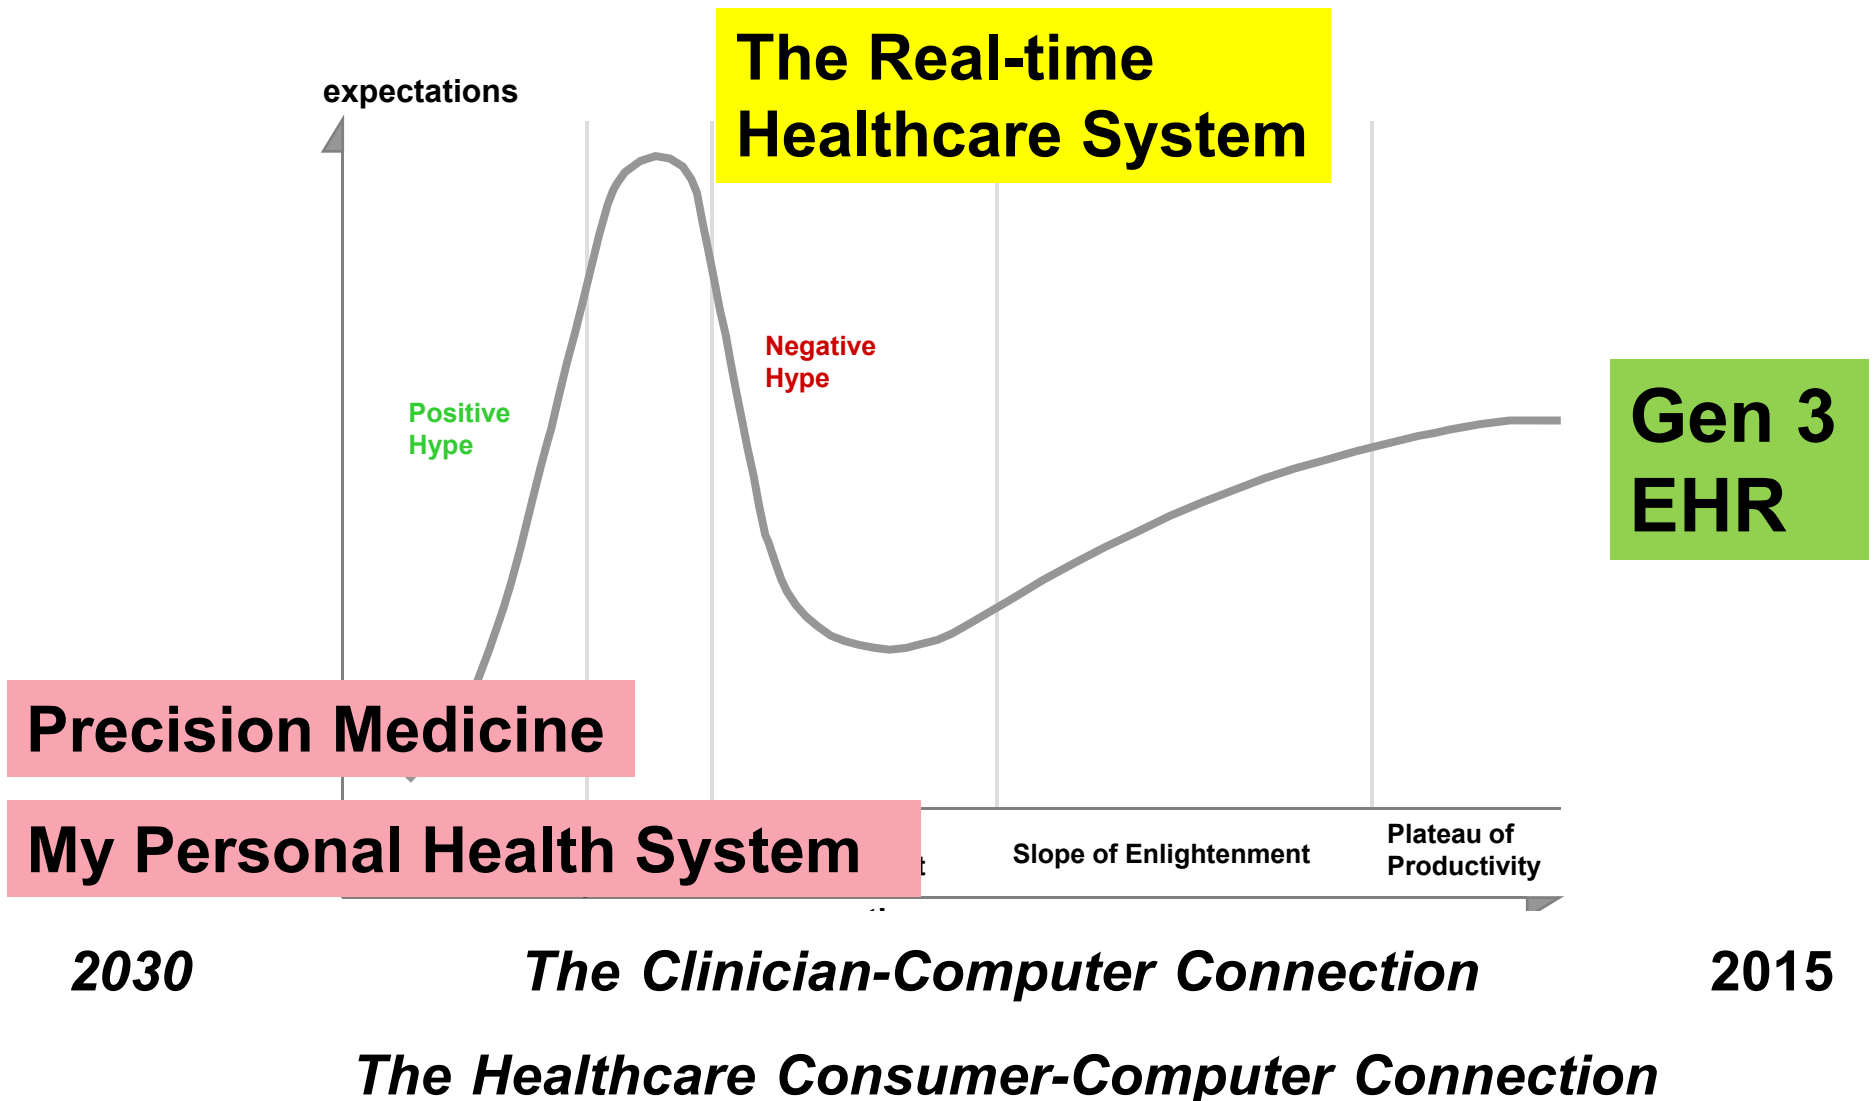 The Real-time
Healthcare System
expectations
Negative
Hype
Positive
Hype
Gen 3
EHR
Precision Medicine
My Personal Health System
Slope of Enlightenment
Plateau of
Productivity
2030
The Clinician-Computer Connection
2015
The Healthcare Consumer-Computer Connection